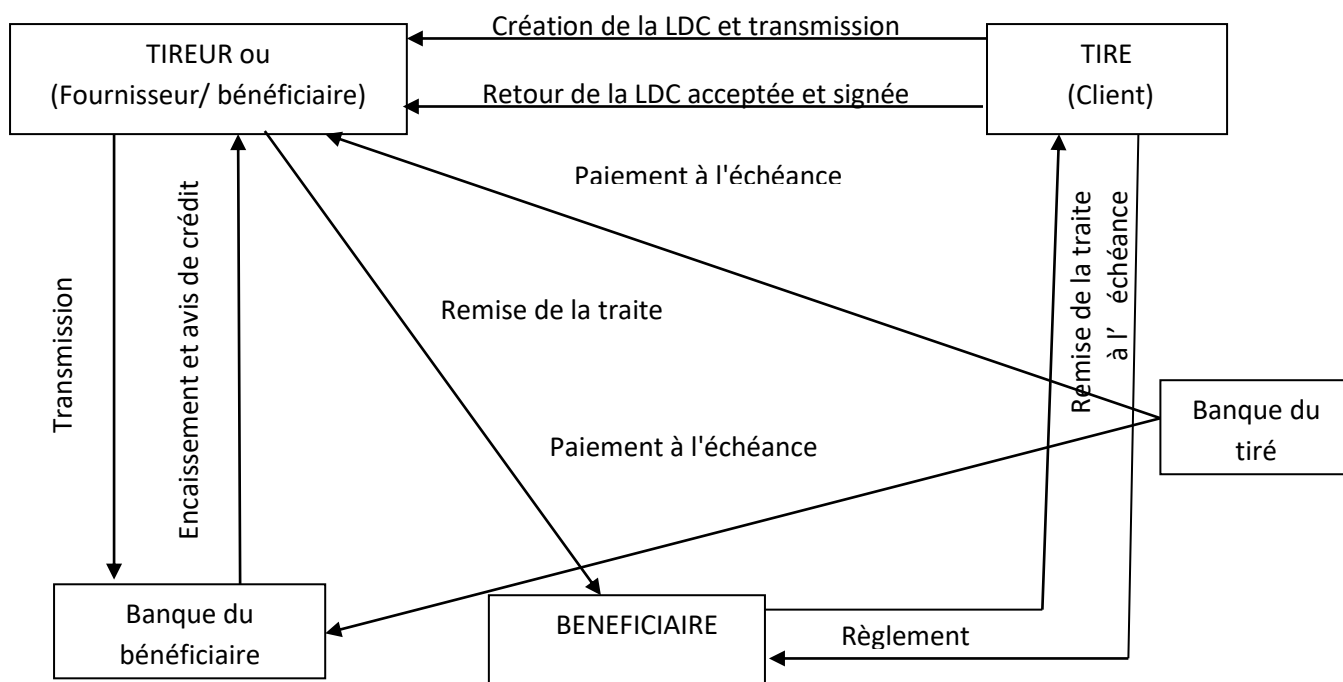 Création de la LDC et transmission
TIREUR ou
(Fournisseur/ bénéficiaire)
TIRE
(Client)
Retour de la LDC acceptée et signée
Paiement à l'échéance
Transmission
Encaissement et avis de crédit
Remise de la traite
Remise de la traite
à l’ échéance
Banque du
tiré
Paiement à l'échéance
Banque du
bénéficiaire
BENEFICIAIRE
Règlement